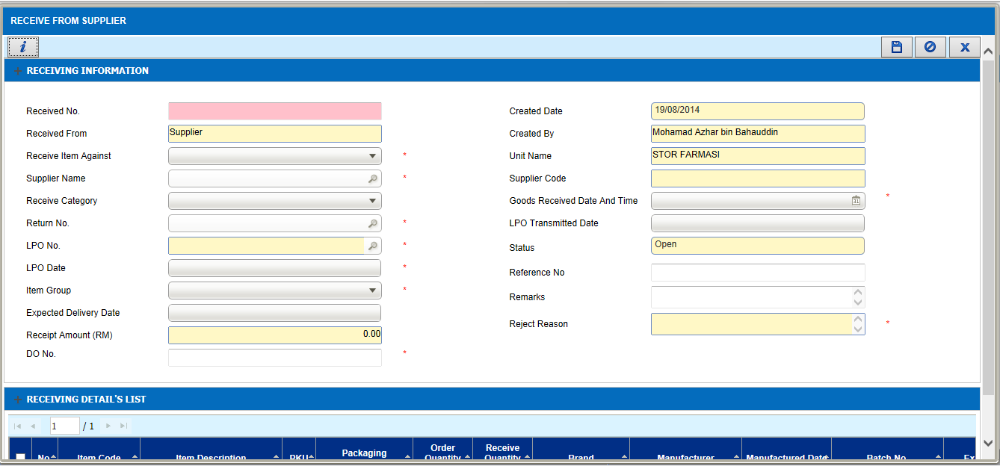 RECEIVE FROM SUPPLIER
i
X
RECEIVING INFORMATION
Received No.
Created Date 19/08/2014
Received From Supplier
Created By Mohamad Azhar bin Bahauddin
Receive Item Against *
Unit Name STOR FARMASI
Supplier Name *
Supplier Code
Receive Category
Goods Received Date And Time 31 *
Return No. *
LPO Transmitted Date
LPO No. *
Status Open
LPO Date *
Reference No
Item Group *
Remarks
Expected Delivery Date
Reject Reason *
Receipt Amount (RM) 0.00
DO No. *
RECEIVING DETAIL'S LIST
1 / 1
No Item Code Item Description PKU Packaging Order Quantity Receive Quantity Brand Manufacturer Manufactured Date Batch No Ex